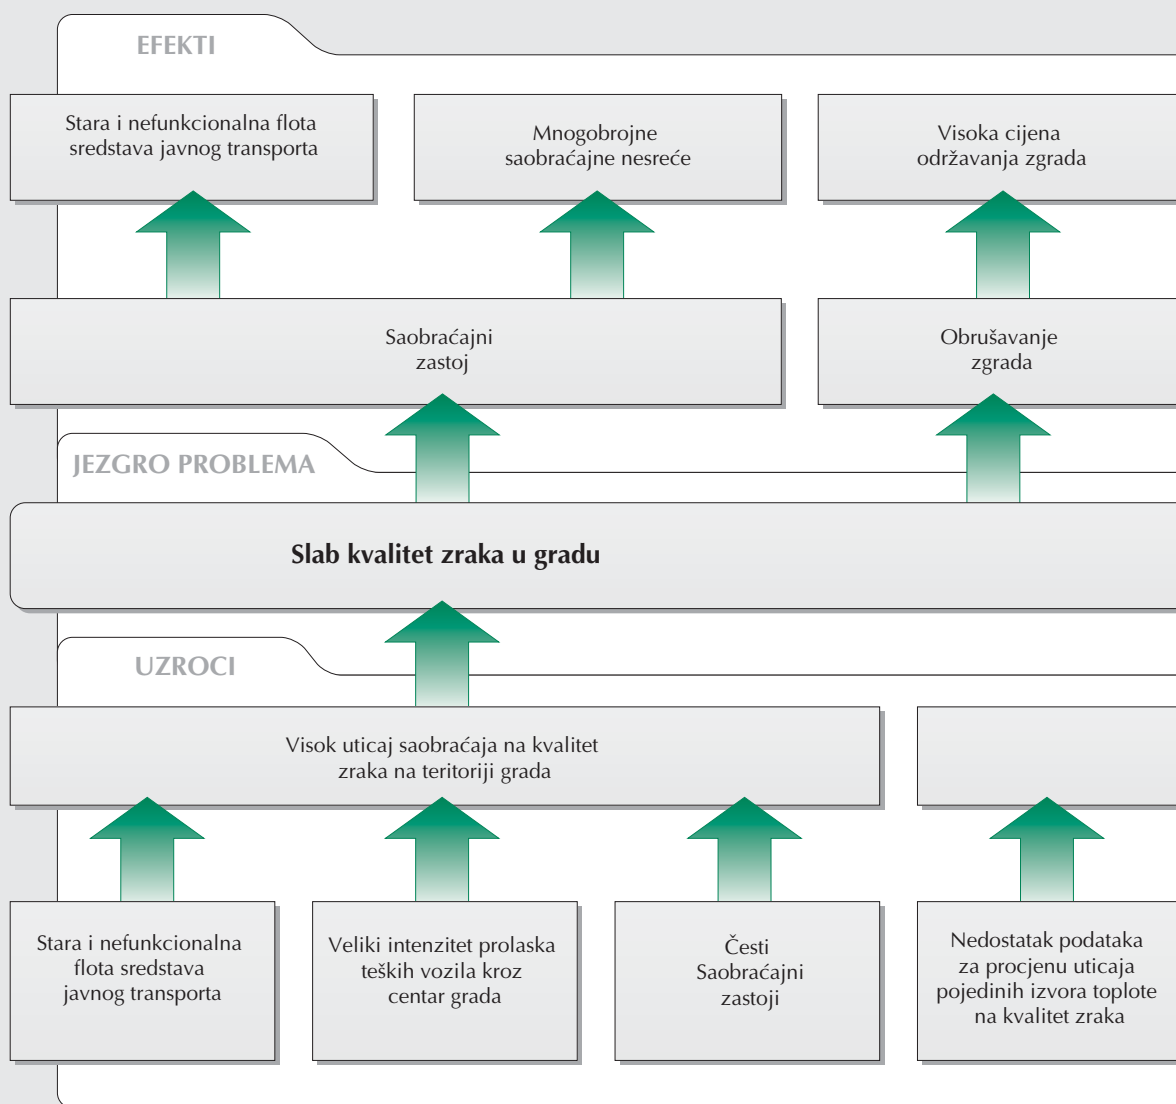 EFEKTI
Stara i nefunkcionalna flota
sredstava javnog transporta
Mnogobrojne
saobraćajne nesreće
Visoka cijena
održavanja zgrada
Saobraćajni
zastoj
Obrušavanje
zgrada
JEZGRO PROBLEMA
Slab kvalitet zraka u gradu
UZROCI
Visok uticaj saobraćaja na kvalitet
zraka na teritoriji grada
Stara i nefunkcionalna
flota sredstava
javnog transporta
Veliki intenzitet prolaska
teških vozila kroz
centar grada
Česti
Saobraćajni
zastoji
Nedostatak podataka
za procjenu uticaja
pojedinih izvora toplote
na kvalitet zraka